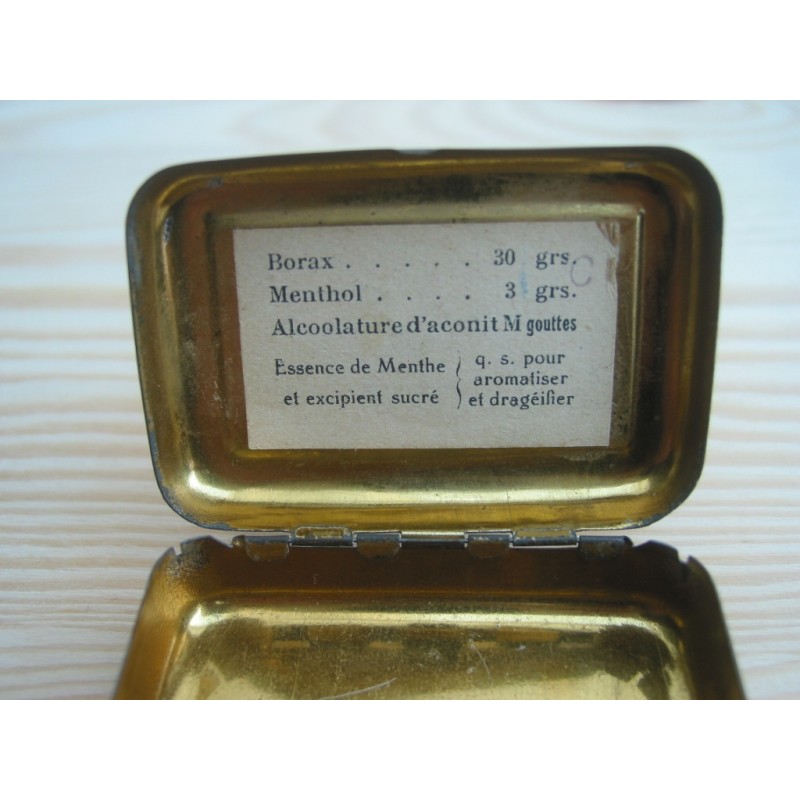 Borax . . . . . 30 grs.
Menthol . . . . 3 grs.
Alcoolature d'aconit M gouttes
Essence de Menthe } q. s. pour
aromatiser
et excipient sucré } et dragéifier